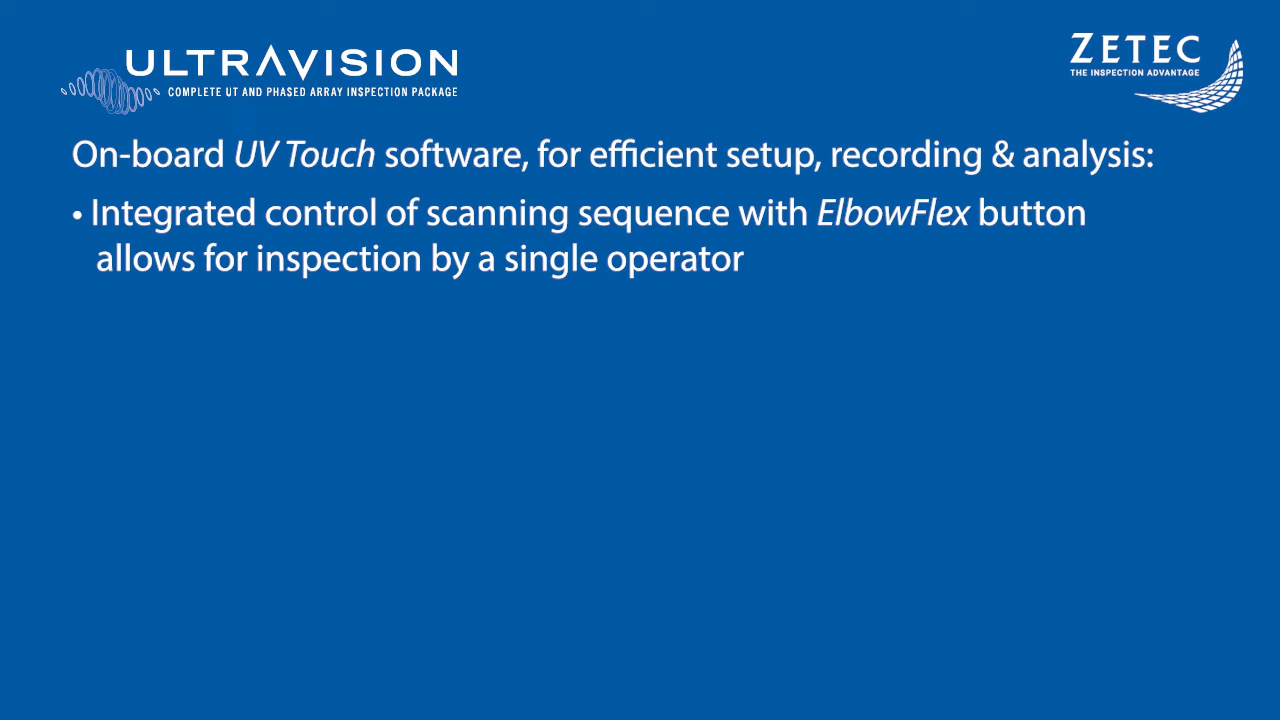 ULTRAVISION
COMPLETE UT AND PHASED ARRAY INSPECTION PACKAGE
ZETEC
THE INSPECTION ADVANTAGE
On-board UV Touch software, for efficient setup, recording & analysis:
• Integrated control of scanning sequence with ElbowFlex button
allows for inspection by a single operator